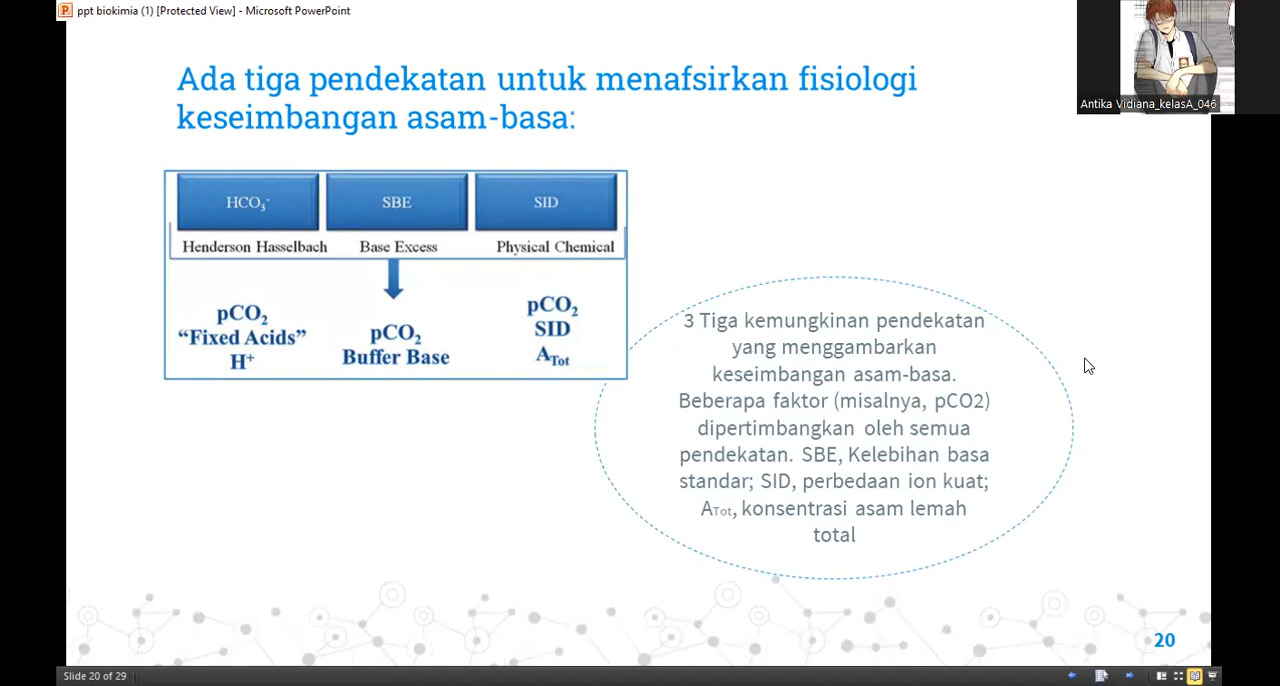 ppt biokimia (1) [Protected View] - Microsoft PowerPoint
Antika Vidiana_kelasA_046
Ada tiga pendekatan untuk menafsirkan fisiologi
keseimbangan asam-basa:
HCO₃⁻
SBE
SID
Henderson Hasselbach
Base Excess
Physical Chemical
pCO₂
“Fixed Acids”
H⁺
pCO₂
Buffer Base
pCO₂
SID
A_Tot
3 Tiga kemungkinan pendekatan
yang menggambarkan
keseimbangan asam-basa.
Beberapa faktor (misalnya, pCO2)
dipertimbangkan oleh semua
pendekatan. SBE, Kelebihan basa
standar; SID, perbedaan ion kuat;
ATot, konsentrasi asam lemah
total
20
Slide 20 of 29